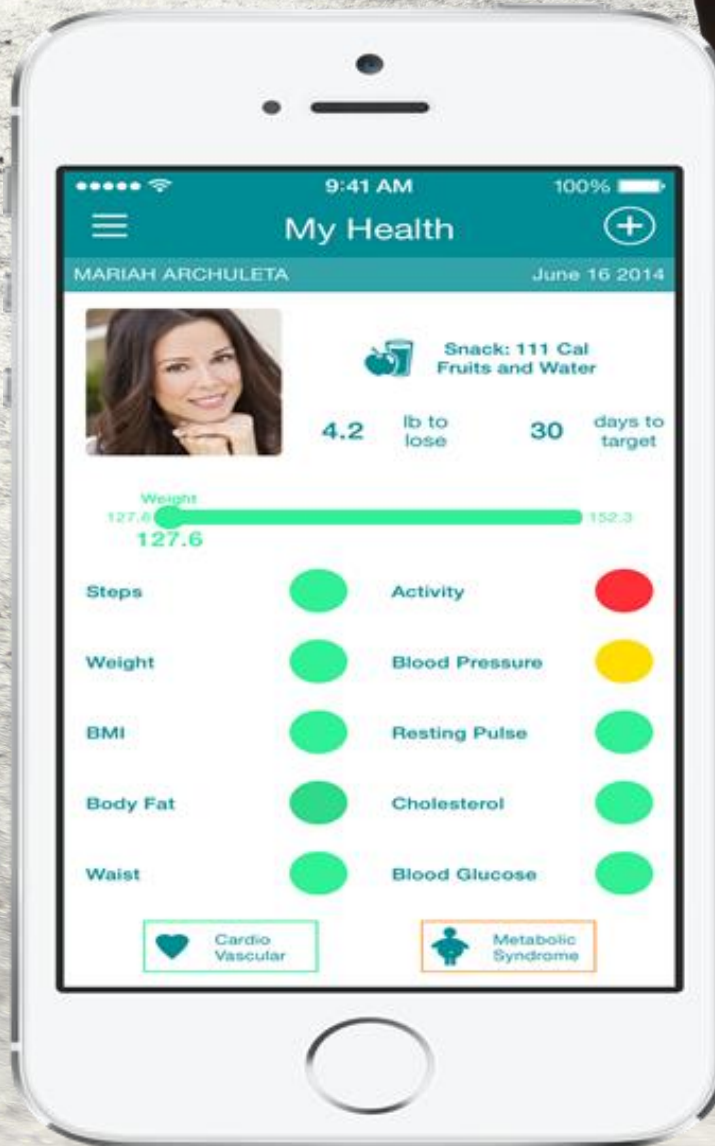 9:41 AM 100%
My Health
MARIAH ARCHULETA June 16 2014
Snack: 111 Cal
Fruits and Water
4.2 lb to lose 30 days to target
Weight
127.6 152.3
127.6
Steps Activity
Weight Blood Pressure
BMI Resting Pulse
Body Fat Cholesterol
Waist Blood Glucose
Cardio Vascular
Metabolic Syndrome